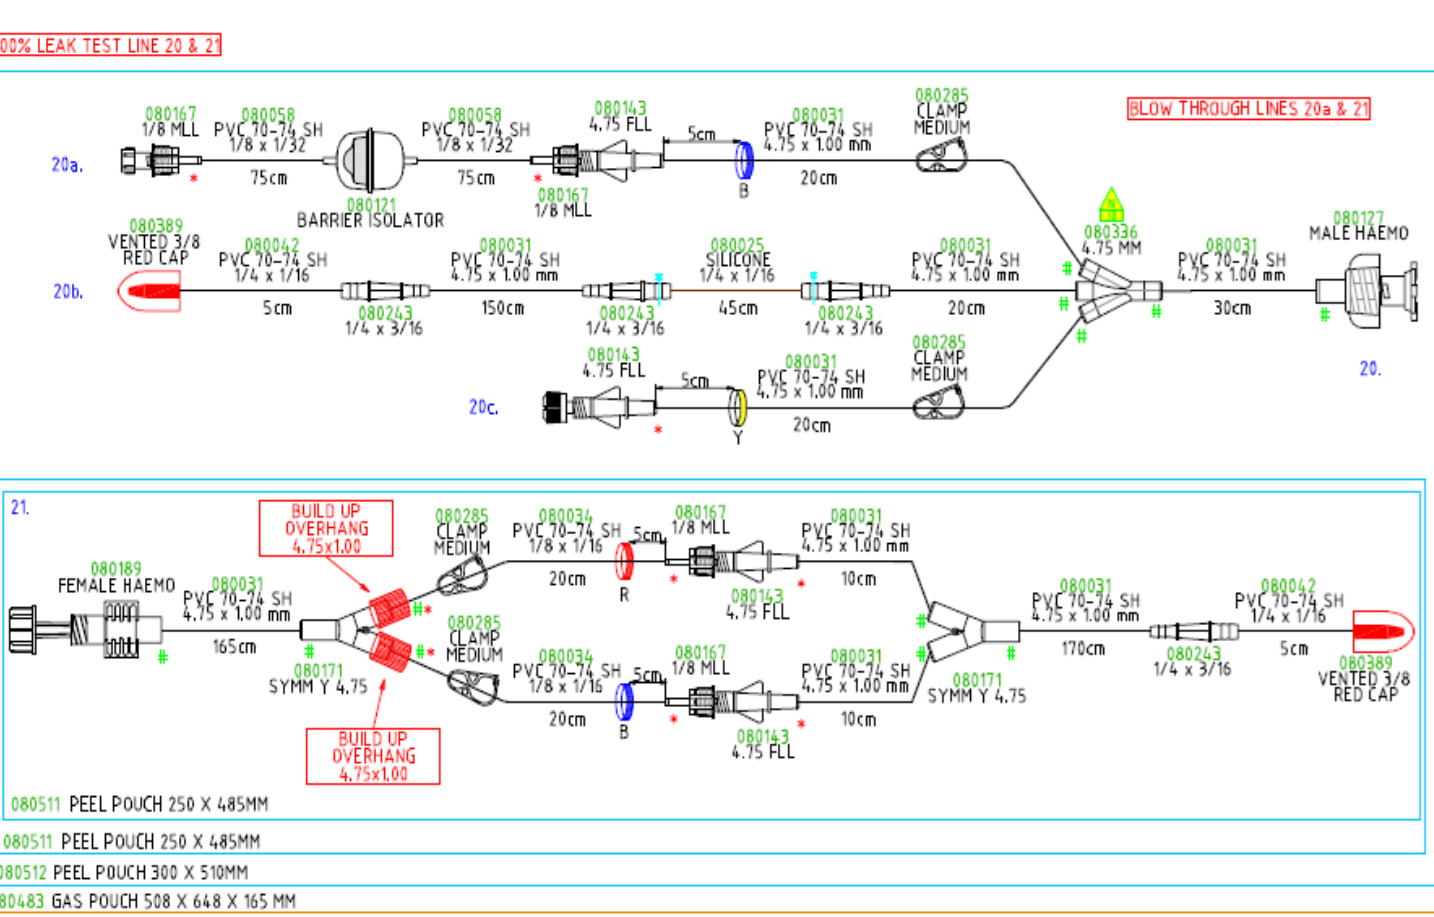 00% LEAK TEST LINE 20 & 21
BLOW THROUGH LINES 20a & 21
20a.
080167
1/8 MLL
*
080058
PVC 70-74 SH
1/8 x 1/32
75cm
080121
BARRIER ISOLATOR
080058
PVC 70-74 SH
1/8 x 1/32
75cm
*
080167
1/8 MLL
080143
4.75 FLL
5cm
B
080031
PVC 70-74 SH
4.75 x 1.00 mm
20cm
080285
CLAMP
MEDIUM
20b.
080389
VENTED 3/8
RED CAP
080042
PVC 70-74 SH
1/4 x 1/16
5cm
080243
1/4 x 3/16
080031
PVC 70-74 SH
4.75 x 1.00 mm
150cm
080243
1/4 x 3/16
080025
SILICONE
1/4 x 1/16
45cm
080243
1/4 x 3/16
080031
PVC 70-74 SH
4.75 x 1.00 mm
20cm
N
080336
4.75 MM
#
#
#
#
080031
PVC 70-74 SH
4.75 x 1.00 mm
30cm
080127
MALE HAEMO
#
20.
20c.
080143
4.75 FLL
*
5cm
Y
080031
PVC 70-74 SH
4.75 x 1.00 mm
20cm
080285
CLAMP
MEDIUM
21.
080189
FEMALE HAEMO
#
080031
PVC 70-74 SH
4.75 x 1.00 mm
165cm
#
080171
SYMM Y 4.75
BUILD UP
OVERHANG
4.75x1.00
#*
080285
CLAMP
MEDIUM
080034
PVC 70-74 SH
1/8 x 1/16
20cm
R
5cm
*
080167
1/8 MLL
080143
4.75 FLL
*
080031
PVC 70-74 SH
4.75 x 1.00 mm
10cm
BUILD UP
OVERHANG
4.75x1.00
#*
080285
CLAMP
MEDIUM
080034
PVC 70-74 SH
1/8 x 1/16
20cm
B
5cm
*
080167
1/8 MLL
080143
4.75 FLL
*
080031
PVC 70-74 SH
4.75 x 1.00 mm
10cm
#
#
#
080171
SYMM Y 4.75
080031
PVC 70-74 SH
4.75 x 1.00 mm
170cm
080243
1/4 x 3/16
080042
PVC 70-74 SH
1/4 x 1/16
5cm
080389
VENTED 3/8
RED CAP
080511 PEEL POUCH 250 X 485MM
080511 PEEL POUCH 250 X 485MM
080512 PEEL POUCH 300 X 510MM
80483 GAS POUCH 508 X 648 X 165 MM